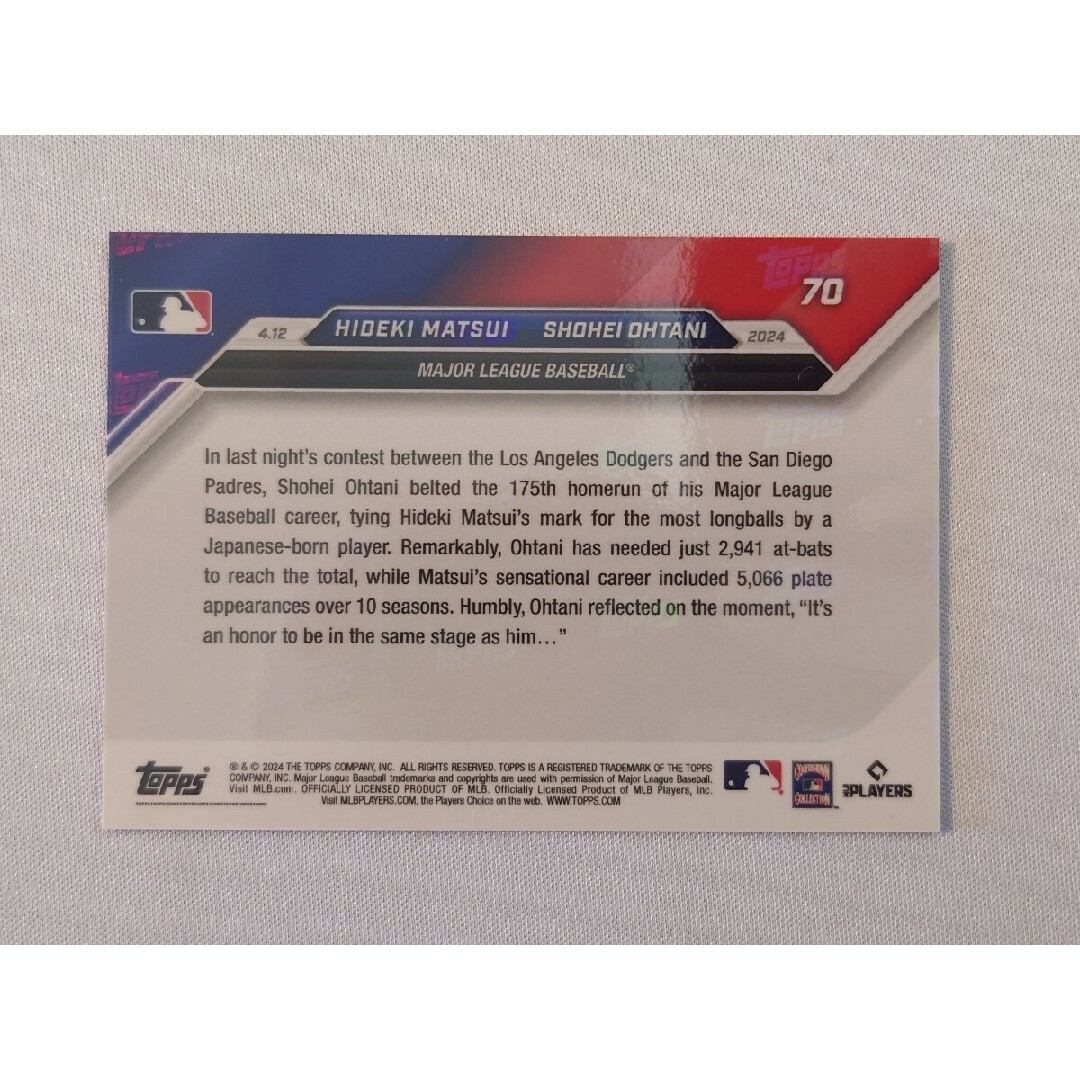 Topps
70
4.12 HIDEKI MATSUI SHOHEI OHTANI 2024
MAJOR LEAGUE BASEBALL®
Topps
In last night's contest between the Los Angeles Dodgers and the San Diego
Padres, Shohei Ohtani belted the 175th homerun of his Major League
Baseball career, tying Hideki Matsui's mark for the most longballs by a
Japanese-born player. Remarkably, Ohtani has needed just 2,941 at-bats
to reach the total, while Matsui's sensational career included 5,066 plate
appearances over 10 seasons. Humbly, Ohtani reflected on the moment, “It's
an honor to be in the same stage as him...”
Topps
® & © 2024 THE TOPPS COMPANY, INC. ALL RIGHTS RESERVED. TOPPS IS A REGISTERED TRADEMARK OF THE TOPPS
COMPANY, INC. Major League Baseball trademarks and copyrights are used with permission of Major League Baseball.
Visit MLB.com. OFFICIALLY LICENSED PRODUCT OF MLB. Officially Licensed Product of MLB Players, Inc.
Visit MLBPLAYERS.COM, the Players Choice on the web. WWW.TOPPS.COM
COOPERSTOWN
COLLECTION
PLAYERS